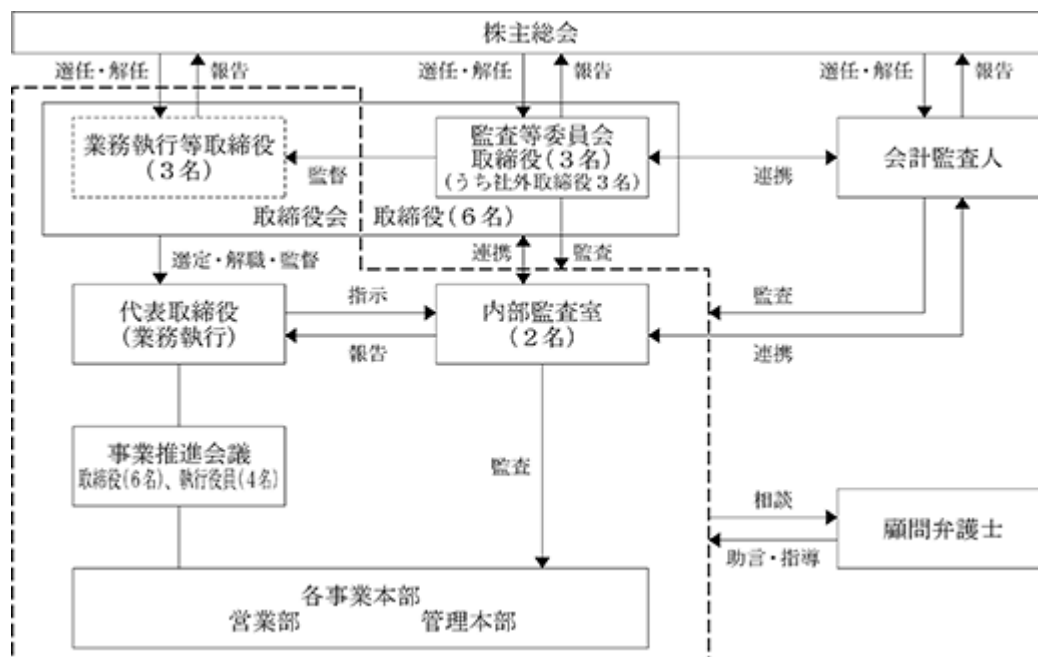 株主総会
選任・解任
報告
選任・解任
報告
選任・解任
報告
業務執行等取締役
(3名)
監督
監査等委員会
取締役(3名)
(うち社外取締役3名)
連携
会計監査人
取締役会 取締役(6名)
選定・解職・監督
連携
監査
代表取締役
(業務執行)
指示
報告
内部監査室
(2名)
監査
連携
事業推進会議
取締役(6名)、執行役員(4名)
監査
相談
助言・指導
顧問弁護士
各事業本部
営業部 管理本部